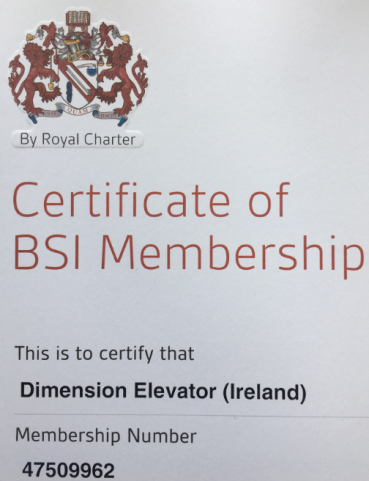 By Royal Charter
Certificate of
BSI Membership
This is to certify that
Dimension Elevator (Ireland)
Membership Number
47509962